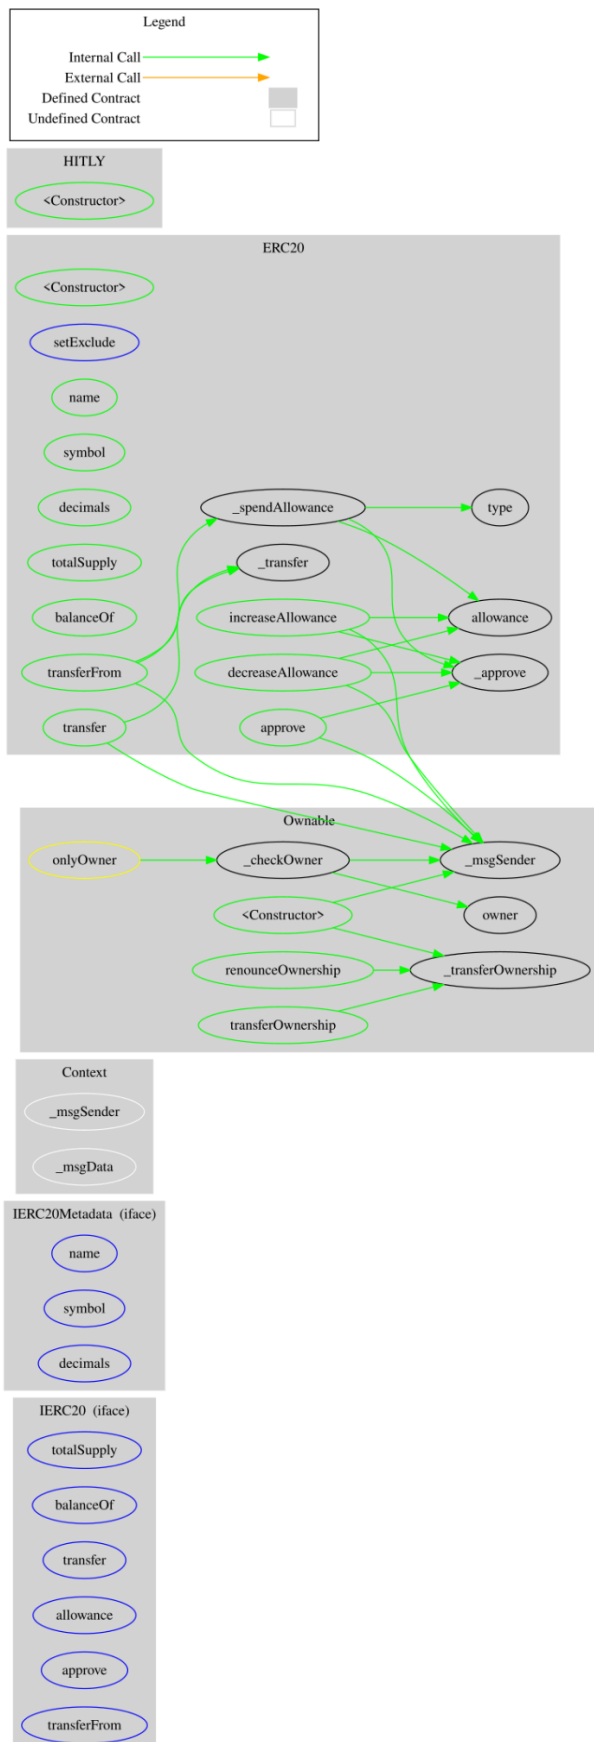 Legend
Internal Call
External Call
Defined Contract
Undefined Contract
HITLY
<Constructor>
ERC20
<Constructor>
setExclude
name
symbol
decimals _spendAllowance type
totalSupply _transfer
balanceOf increaseAllowance allowance
transferFrom decreaseAllowance _approve
transfer approve
Ownable
onlyOwner _checkOwner _msgSender
<Constructor> owner
renounceOwnership _transferOwnership
transferOwnership
Context
_msgSender
_msgData
IERC20Metadata (iface)
name
symbol
decimals
IERC20 (iface)
totalSupply
balanceOf
transfer
allowance
approve
transferFrom